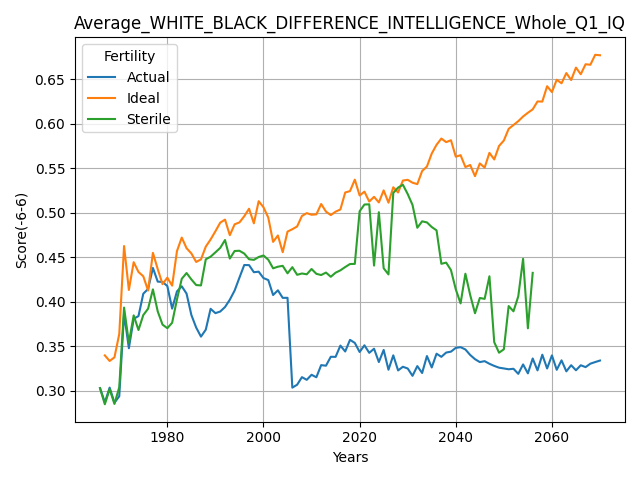 Average_WHITE_BLACK_DIFFERENCE_INTELLIGENCE_Whole_Q1_IQ
Fertility
Actual
Ideal
Sterile
Score(-6-6)
0.65
0.60
0.55
0.50
0.45
0.40
0.35
0.30
1980
2000
2020
2040
2060
Years